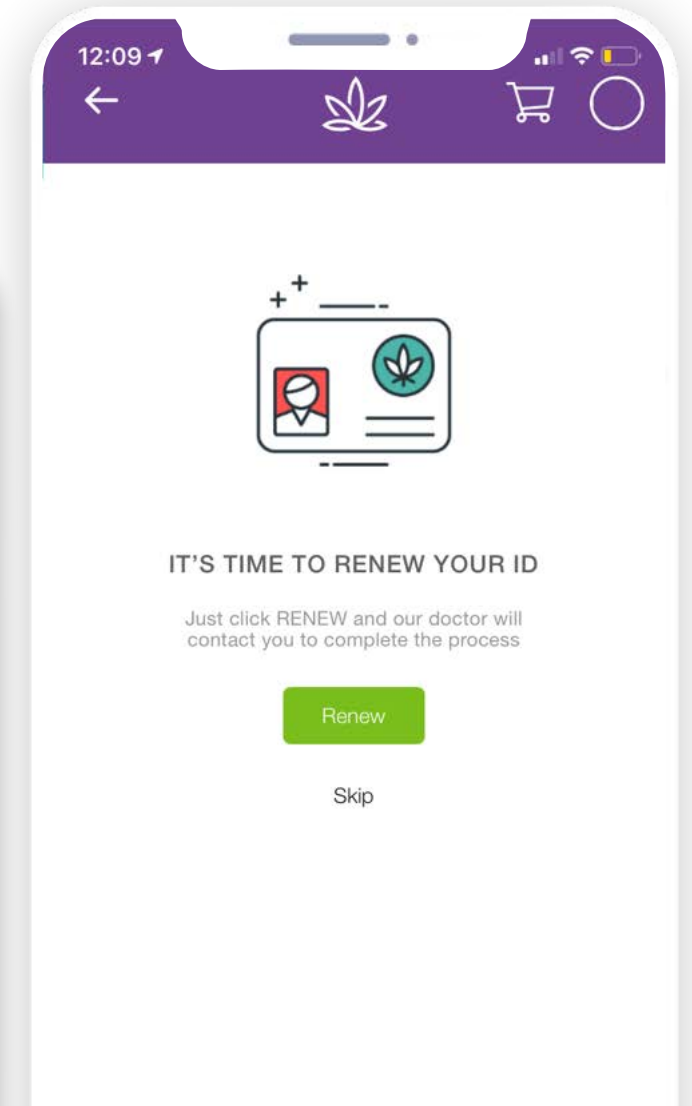 12:09
IT'S TIME TO RENEW YOUR ID
Just click RENEW and our doctor will
contact you to complete the process
Renew
Skip